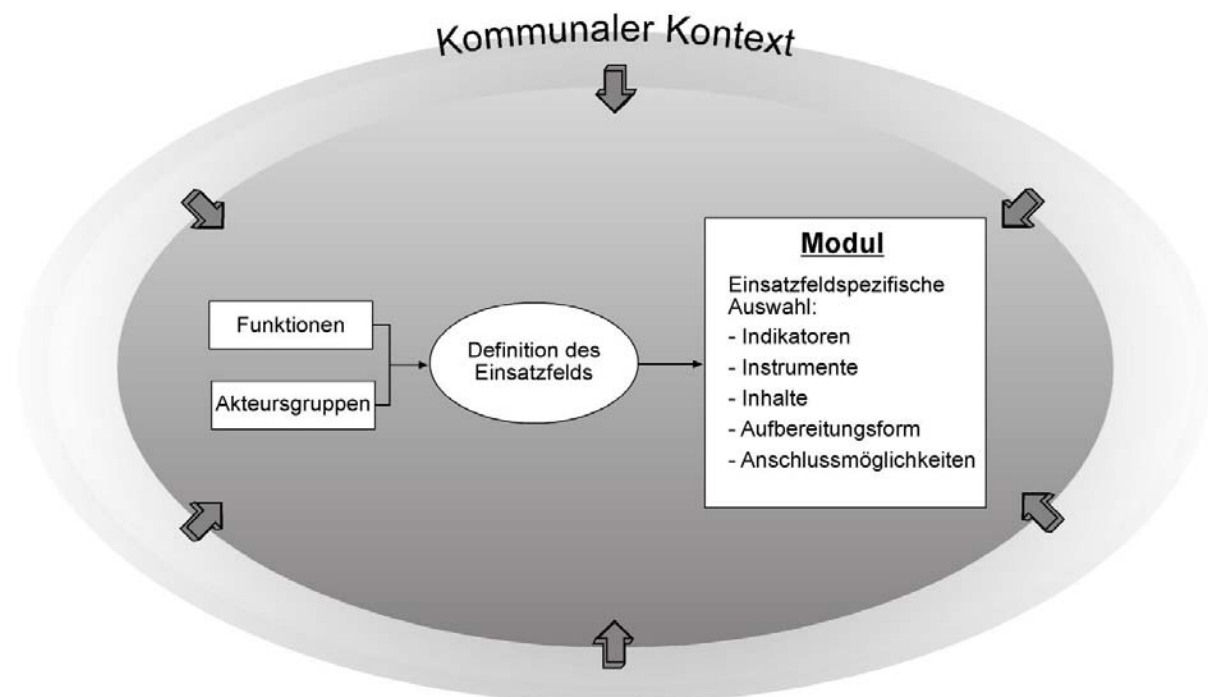 Kommunaler Kontext
Funktionen
Akteursgruppen
Definition des
Einsatzfelds
Modul
Einsatzfeldspezifische
Auswahl:
- Indikatoren
- Instrumente
- Inhalte
- Aufbereitungsform
- Anschlussmöglichkeiten